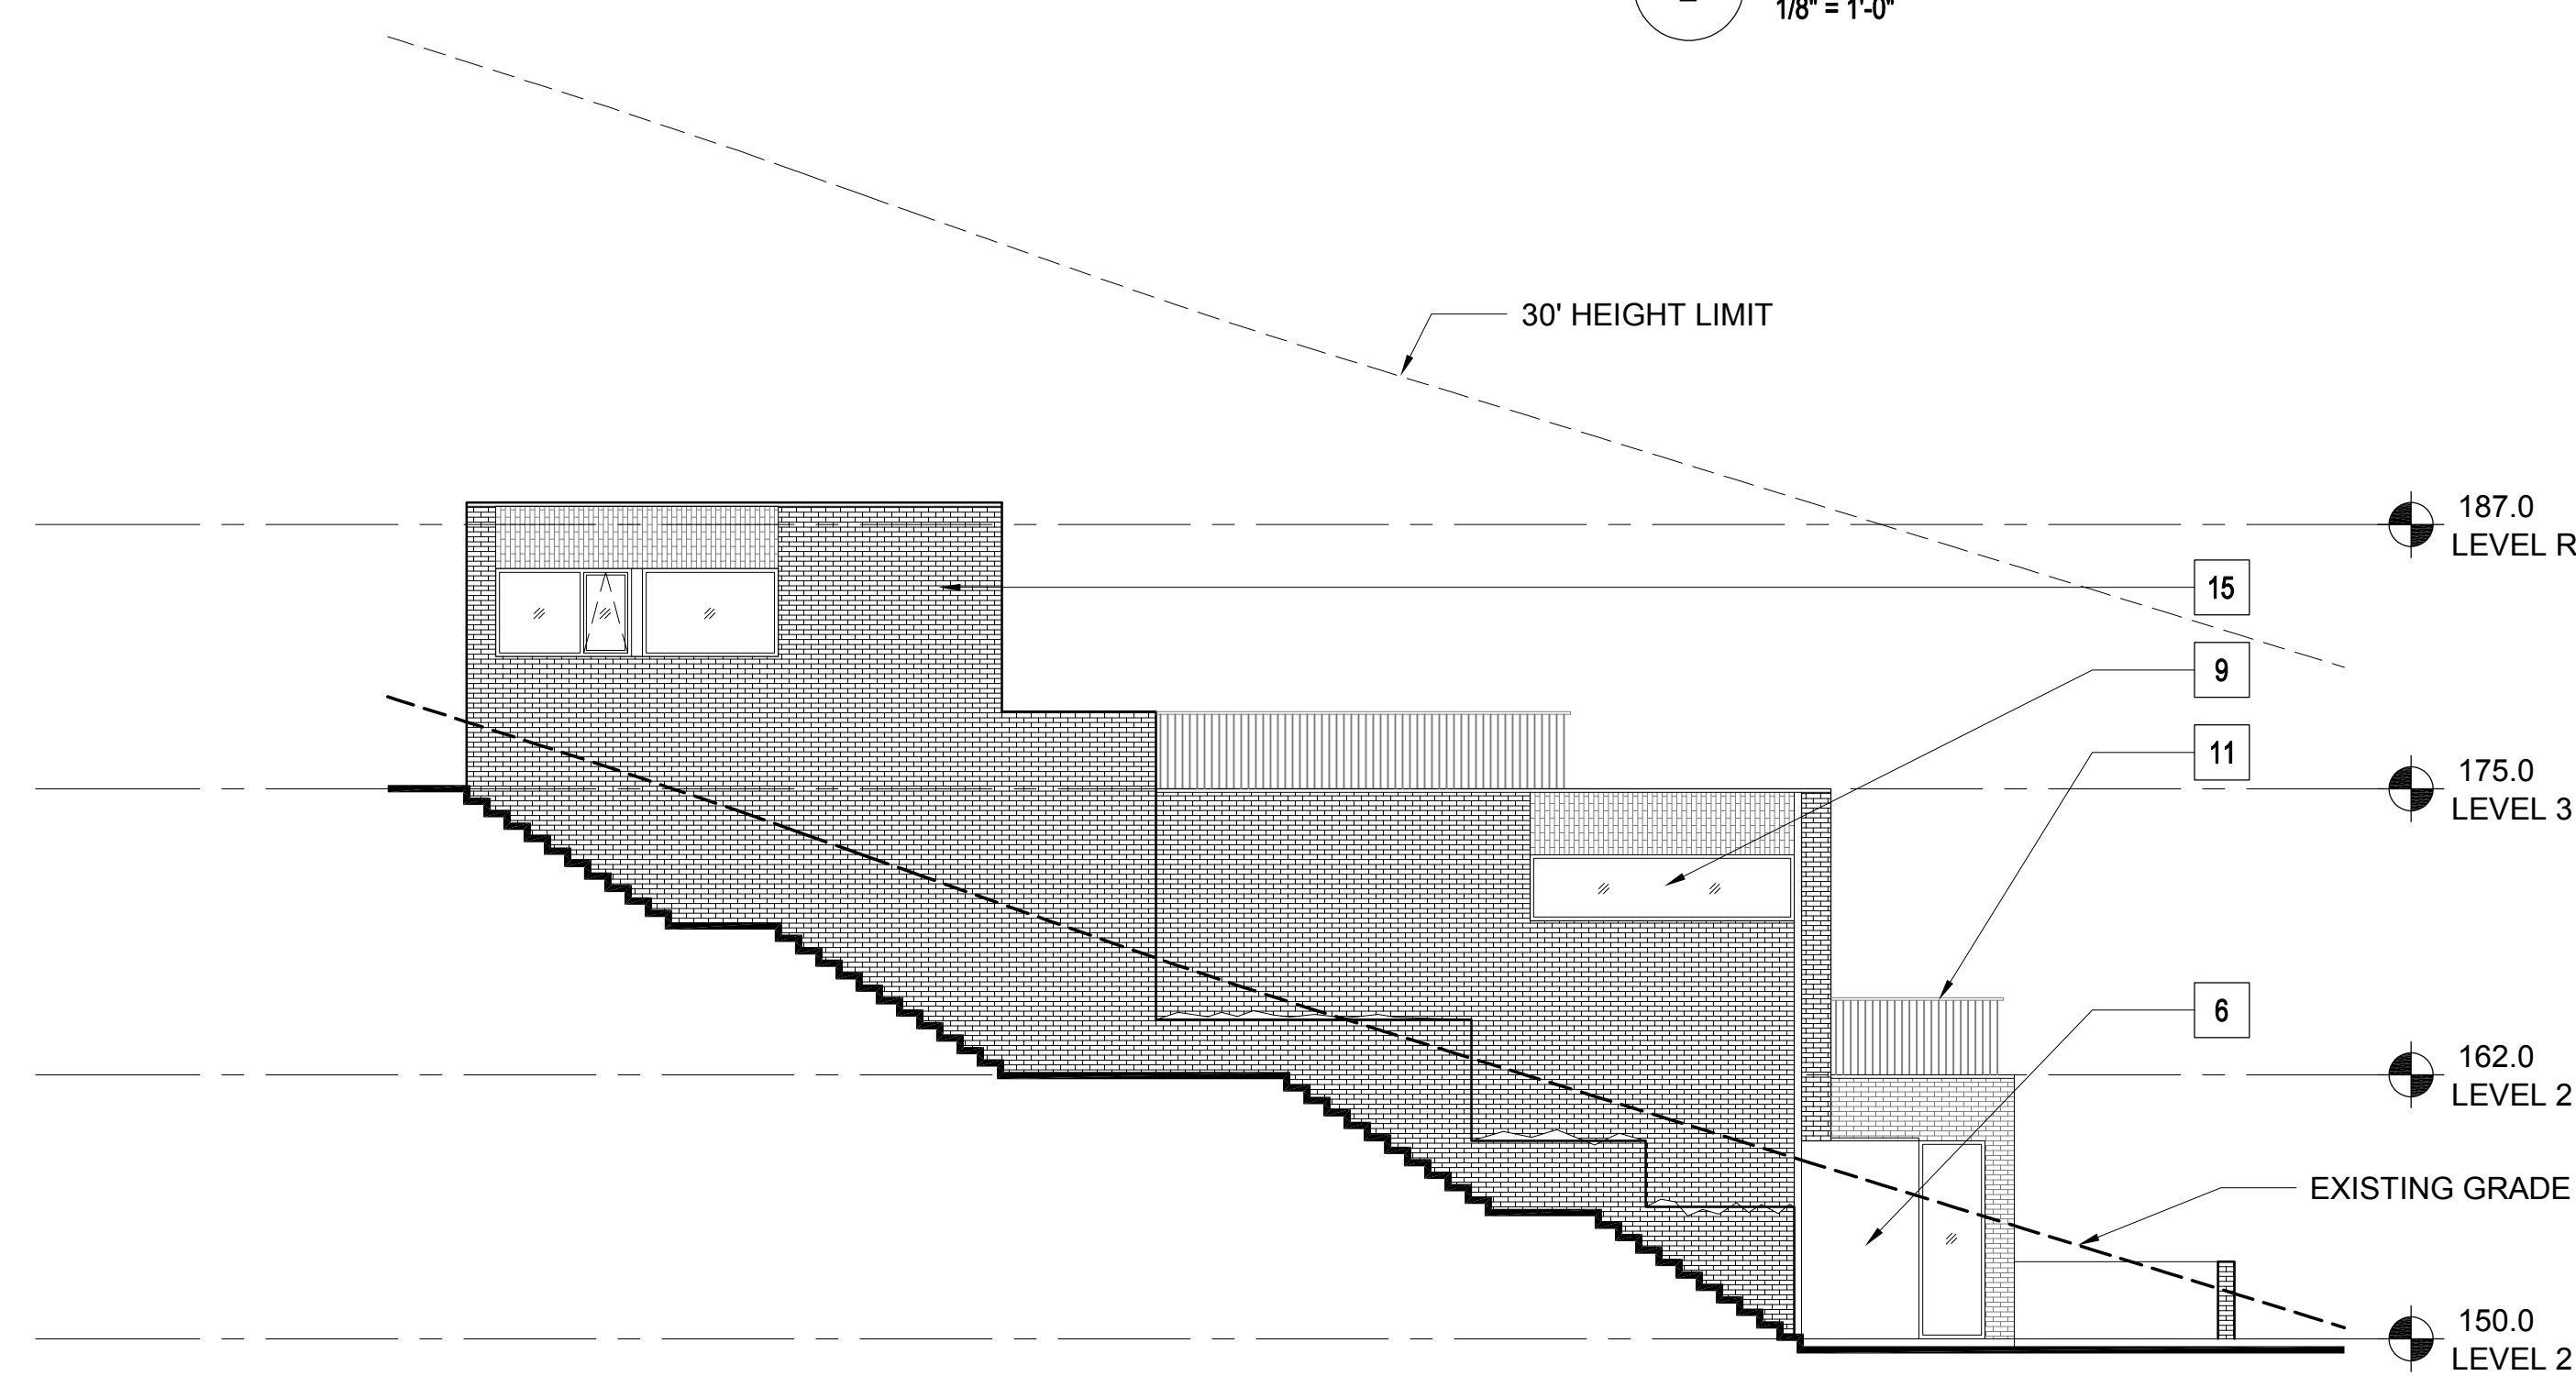 1/8" = 1'-0"
30' HEIGHT LIMIT
187.0
LEVEL R
15
9
11
175.0
LEVEL 3
6
162.0
LEVEL 2
EXISTING GRADE
150.0
LEVEL 2